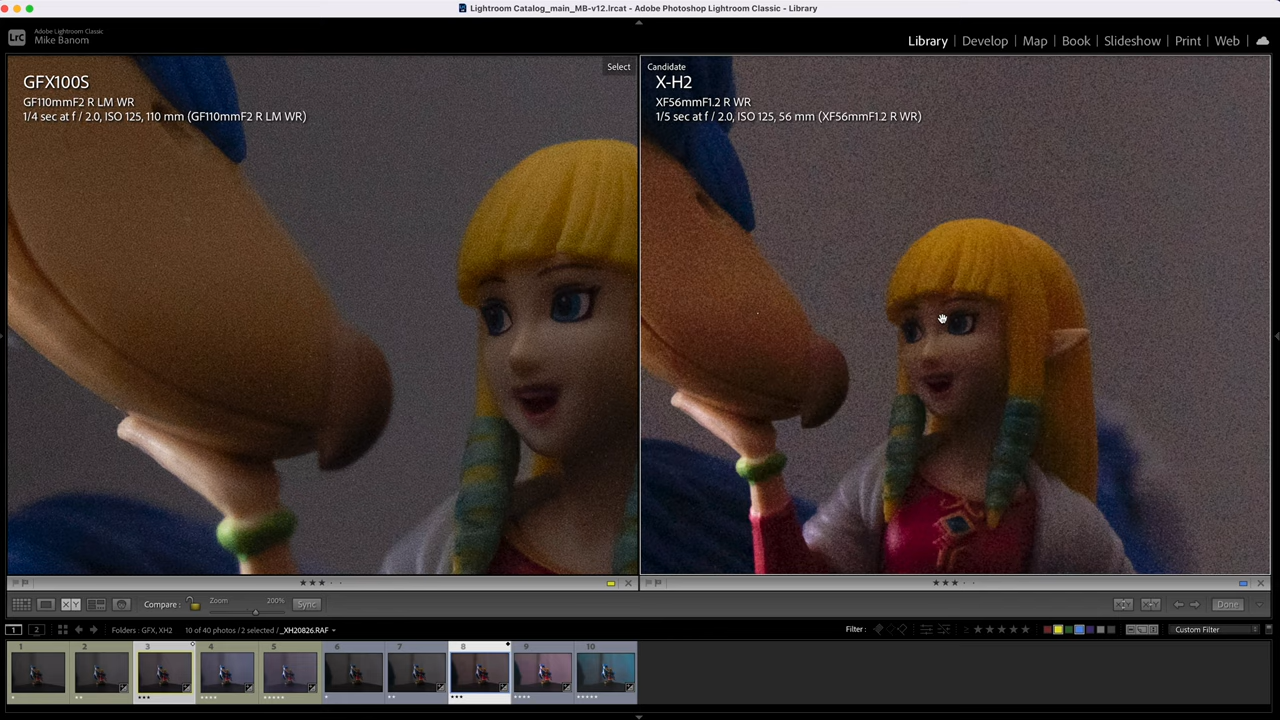 Lightroom Catalog_main_MB-v12.lrcat - Adobe Photoshop Lightroom Classic - Library
LrC
Adobe Lightroom Classic
Mike Banom
Library | Develop | Map | Book | Slideshow | Print | Web
GFX100S
GF110mmF2 R LM WR
1/4 sec at f / 2.0, ISO 125, 110 mm (GF110mmF2 R LM WR)
Select
Candidate
X-H2
XF56mmF1.2 R WR
1/5 sec at f / 2.0, ISO 125, 56 mm (XF56mmF1.2 R WR)
XY
Compare :
Zoom
200%
Sync
Done
1
2
Folders : GFX, XH2
10 of 40 photos / 2 selected / _XH20826.RAF
Filter :
Custom Filter
1
2
3
4
5
6
7
8
9
10